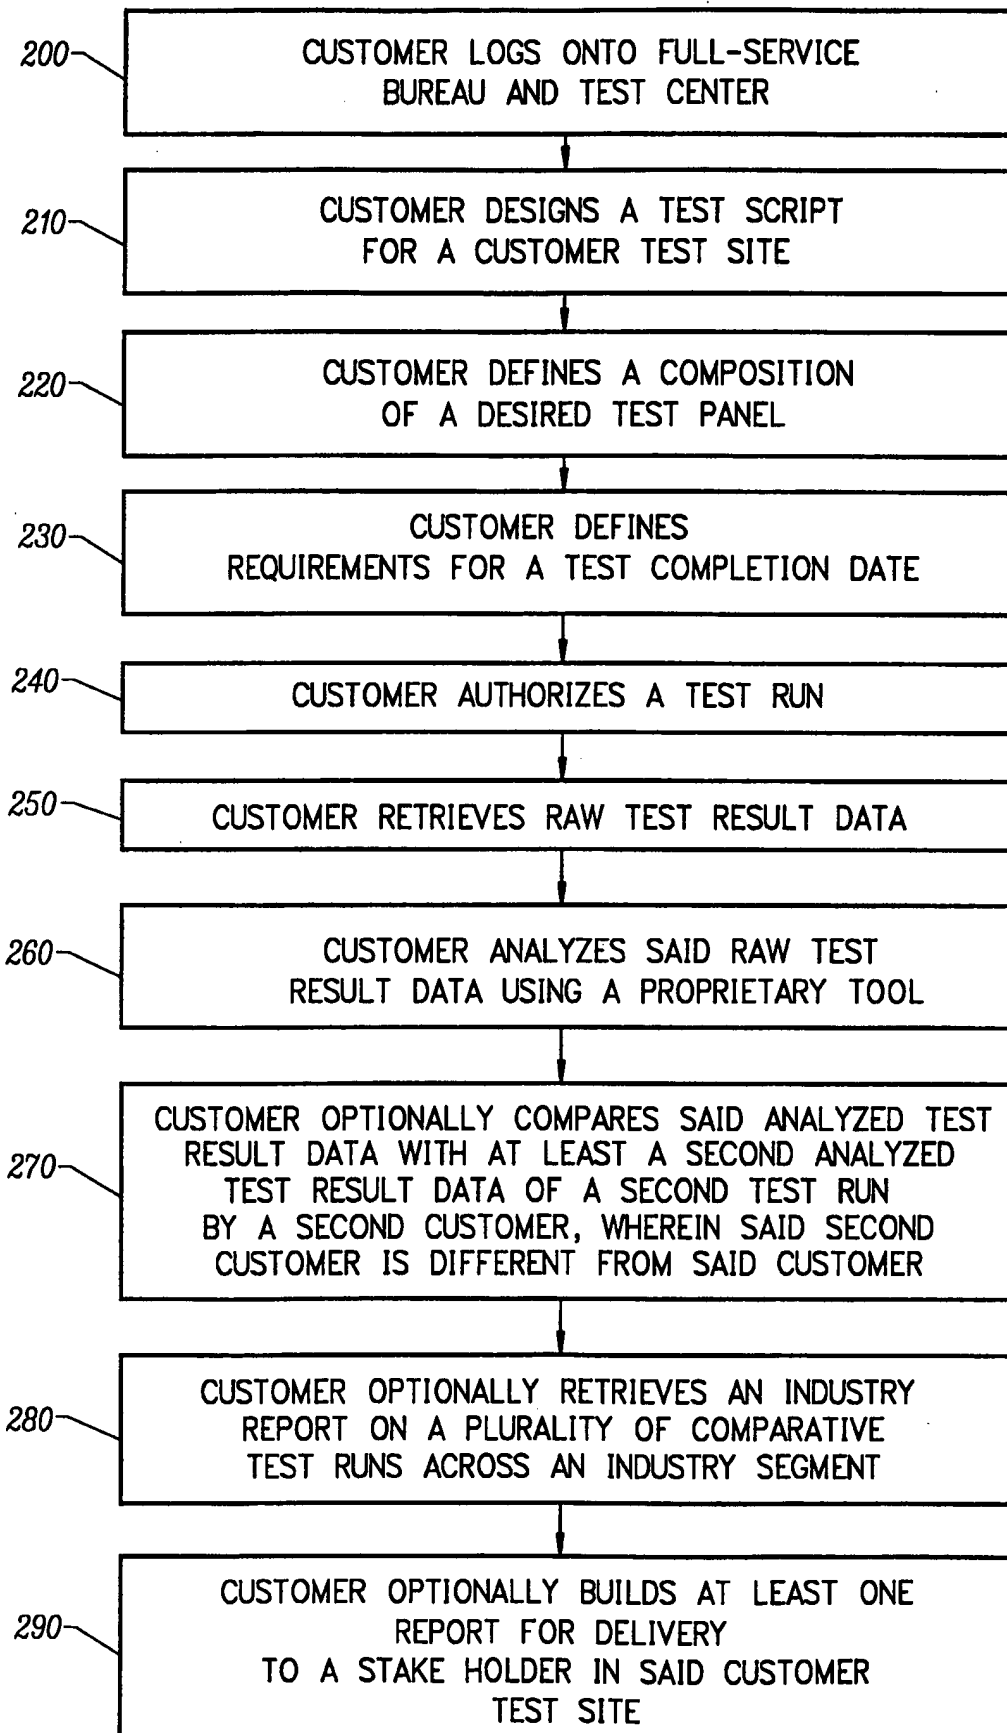 200
CUSTOMER LOGS ONTO FULL-SERVICE
BUREAU AND TEST CENTER
210
CUSTOMER DESIGNS A TEST SCRIPT
FOR A CUSTOMER TEST SITE
220
CUSTOMER DEFINES A COMPOSITION
OF A DESIRED TEST PANEL
230
CUSTOMER DEFINES
REQUIREMENTS FOR A TEST COMPLETION DATE
240
CUSTOMER AUTHORIZES A TEST RUN
250
CUSTOMER RETRIEVES RAW TEST RESULT DATA
260
CUSTOMER ANALYZES SAID RAW TEST
RESULT DATA USING A PROPRIETARY TOOL
270
CUSTOMER OPTIONALLY COMPARES SAID ANALYZED TEST
RESULT DATA WITH AT LEAST A SECOND ANALYZED
TEST RESULT DATA OF A SECOND TEST RUN
BY A SECOND CUSTOMER, WHEREIN SAID SECOND
CUSTOMER IS DIFFERENT FROM SAID CUSTOMER
280
CUSTOMER OPTIONALLY RETRIEVES AN INDUSTRY
REPORT ON A PLURALITY OF COMPARATIVE
TEST RUNS ACROSS AN INDUSTRY SEGMENT
290
CUSTOMER OPTIONALLY BUILDS AT LEAST ONE
REPORT FOR DELIVERY
TO A STAKE HOLDER IN SAID CUSTOMER
TEST SITE